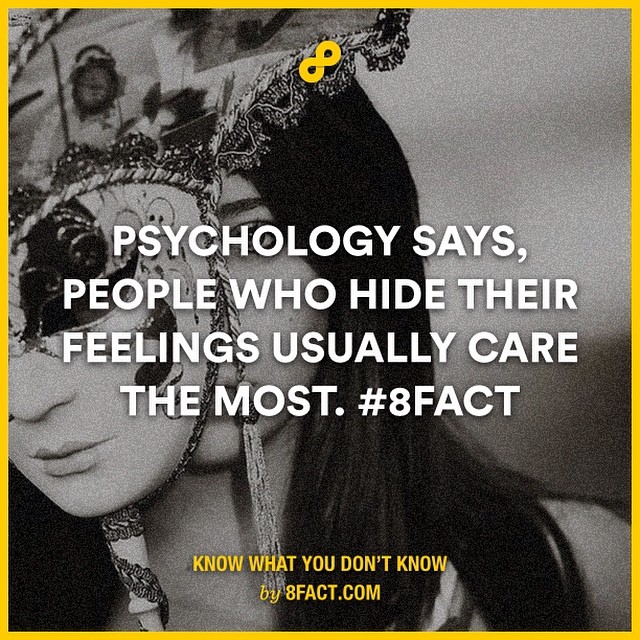 PSYCHOLOGY SAYS,
PEOPLE WHO HIDE THEIR
FEELINGS USUALLY CARE
THE MOST. #8FACT
KNOW WHAT YOU DON'T KNOW
by 8FACT.COM